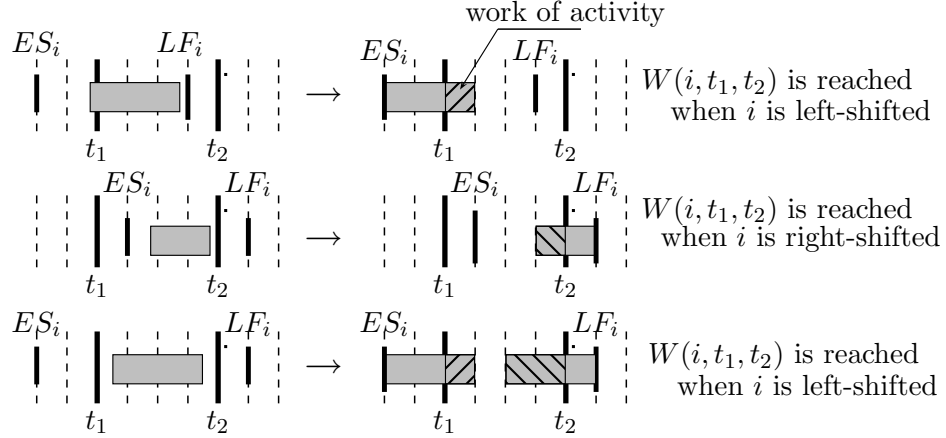 work of activity
ES_i LF_i ES_i LF_i
→ W(i, t_1, t_2) is reached
when i is left-shifted
t_1 t_2 t_1 t_2
ES_i LF_i ES_i LF_i
→ W(i, t_1, t_2) is reached
when i is right-shifted
t_1 t_2 t_1 t_2
ES_i LF_i ES_i LF_i
→ W(i, t_1, t_2) is reached
when i is left-shifted
t_1 t_2 t_1 t_2